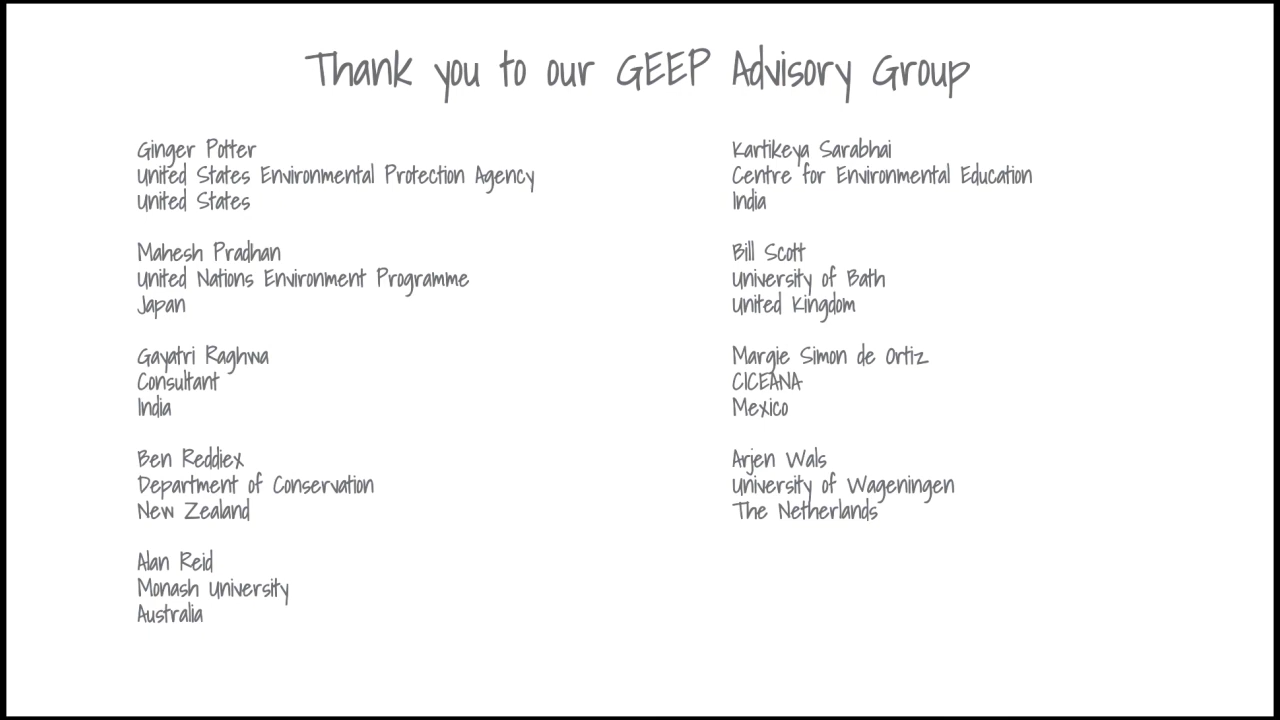 Thank you to our GEEP Advisory Group
Ginger Potter
United States Environmental Protection Agency
United States
Mahesh Pradhan
United Nations Environment Programme
Japan
Gayatri Raghwa
Consultant
India
Ben Reddiex
Department of Conservation
New Zealand
Alan Reid
Monash University
Australia
Kartikeya Sarabhai
Centre for Environmental Education
India
Bill Scott
University of Bath
United Kingdom
Margie Simon de Ortiz
CICEANA
Mexico
Arjen Wals
University of Wageningen
The Netherlands